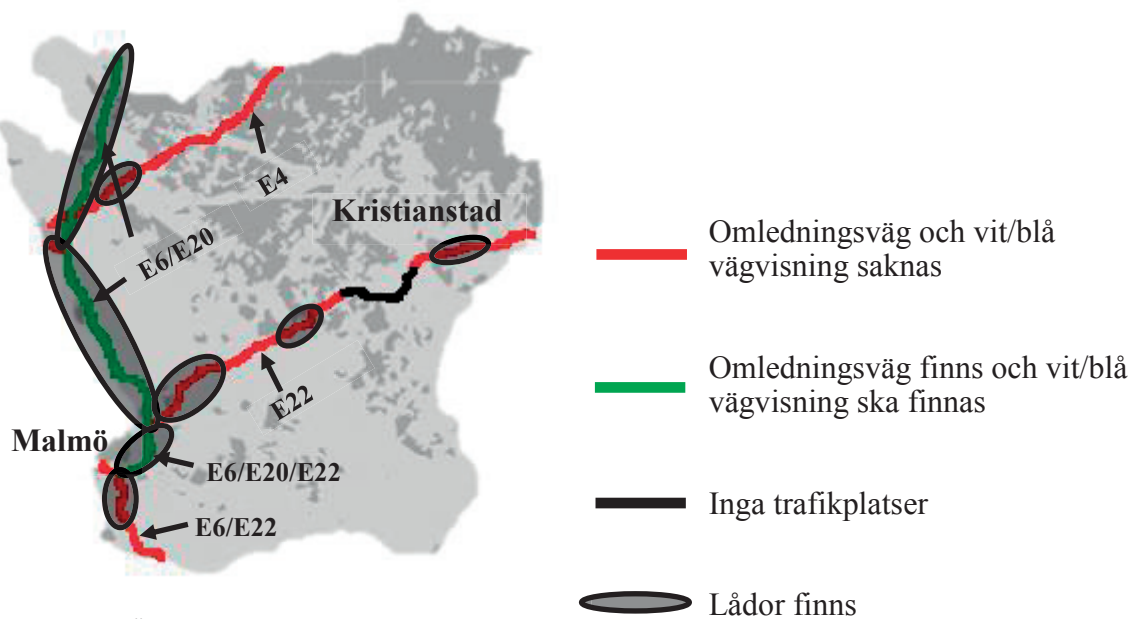 E4
Kristianstad
E6/E20
E22
Malmö
E6/E20/E22
E6/E22
Omledningsväg och vit/blå
vägvisning saknas
Omledningsväg finns och vit/blå
vägvisning ska finnas
Inga trafikplatser
Lådor finns